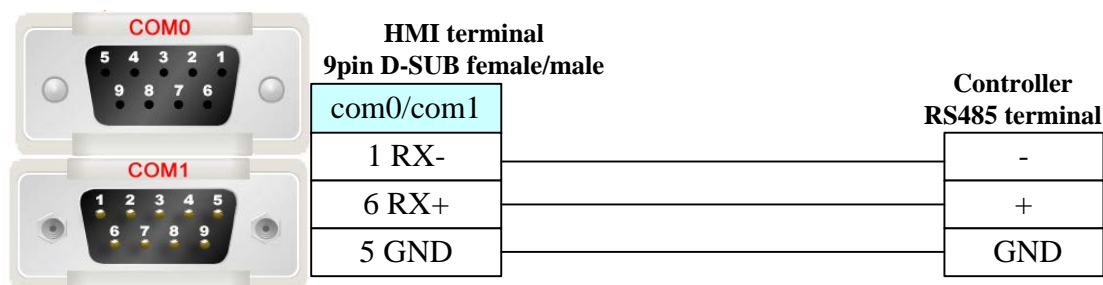 COM0
5 4 3 2 1
9 8 7 6
COM1
1 2 3 4 5
6 7 8 9
HMI terminal
9pin D-SUB female/male
com0/com1
1 RX-
6 RX+
5 GND
Controller
RS485 terminal
-
+
GND